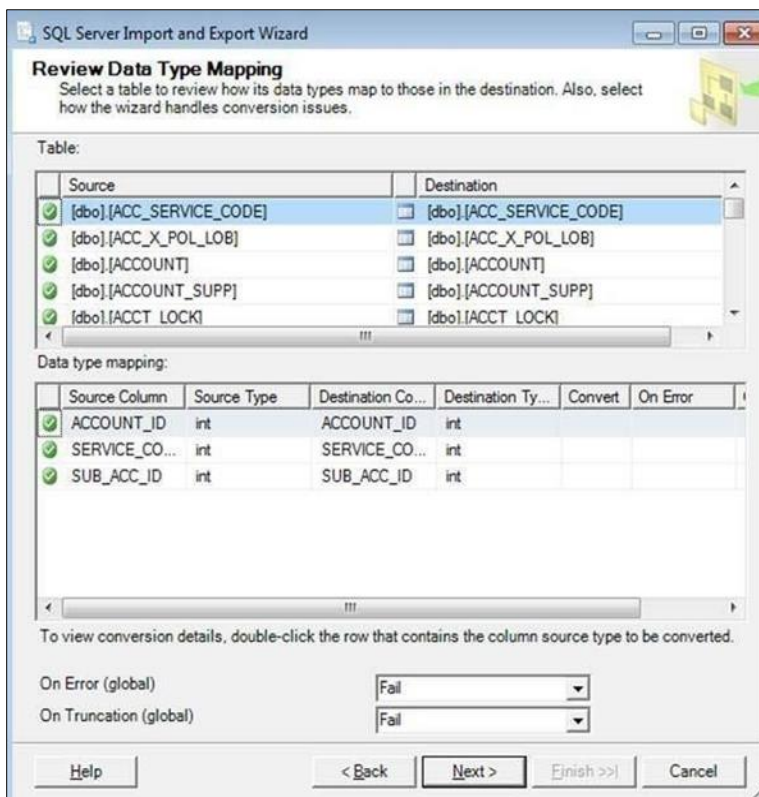 SQL Server Import and Export Wizard
Review Data Type Mapping
Select a table to review how its data types map to those in the destination. Also, select
how the wizard handles conversion issues.
Table:
Source Destination
[dbo].[ACC_SERVICE_CODE] [dbo].[ACC_SERVICE_CODE]
[dbo].[ACC_X_POL_LOB] [dbo].[ACC_X_POL_LOB]
[dbo].[ACCOUNT] [dbo].[ACCOUNT]
[dbo].[ACCOUNT_SUPP] [dbo].[ACCOUNT_SUPP]
[dbo].[ACCT_LOCK] [dbo].[ACCT_LOCK]
Data type mapping:
Source Column Source Type Destination Co... Destination Ty... Convert On Error
ACCOUNT_ID int ACCOUNT_ID int
SERVICE_CO... int SERVICE_CO... int
SUB_ACC_ID int SUB_ACC_ID int
To view conversion details, double-click the row that contains the column source type to be converted.
On Error (global) Fail
On Truncation (global) Fail
Help < Back Next > Finish >>| Cancel